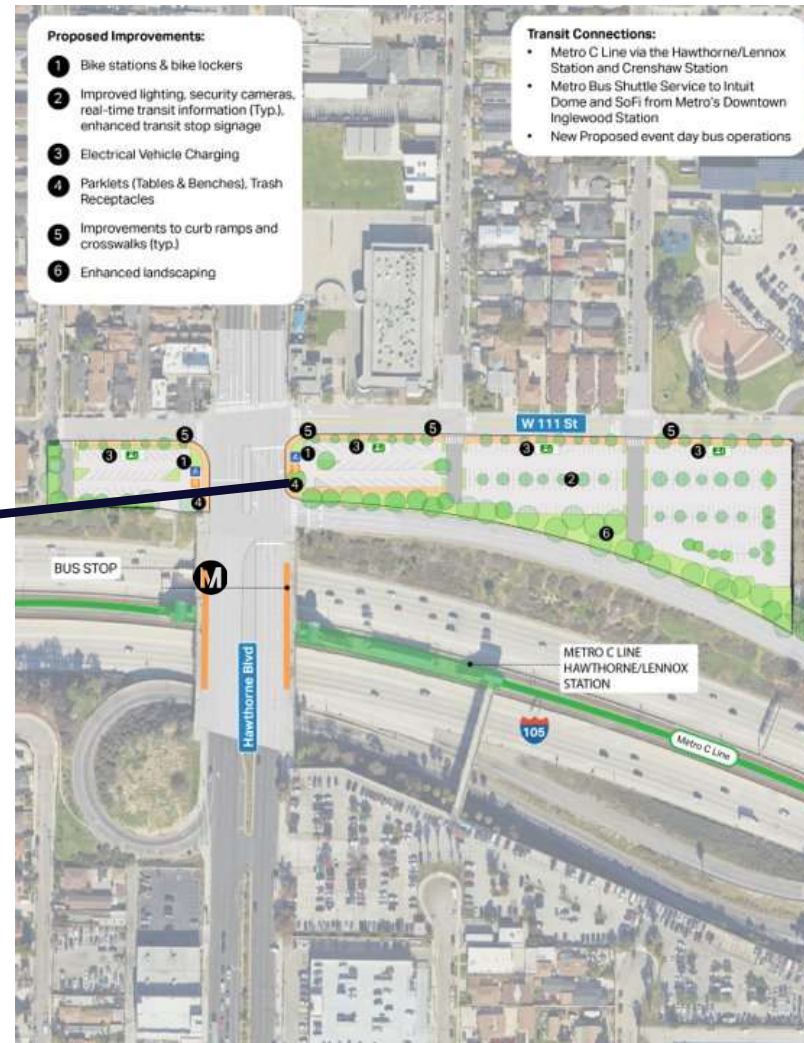 Proposed Improvements:
1 Bike stations & bike lockers
2 Improved lighting, security cameras,
real-time transit information (Typ.),
enhanced transit stop signage
3 Electrical Vehicle Charging
4 Parklets (Tables & Benches), Trash
Receptacles
5 Improvements to curb ramps and
crosswalks (typ.)
6 Enhanced landscaping
Transit Connections:
• Metro C Line via the Hawthorne/Lennox
Station and Crenshaw Station
• Metro Bus Shuttle Service to Intuit
Dome and SoFi from Metro's Downtown
Inglewood Station
• New Proposed event day bus operations
W 111 St
5
5
5
5
3
1
1
3
3
3
4
4
2
6
BUS STOP
M
Hawthorne Blvd
METRO C LINE
HAWTHORNE/LENNOX
STATION
105
Metro C Line